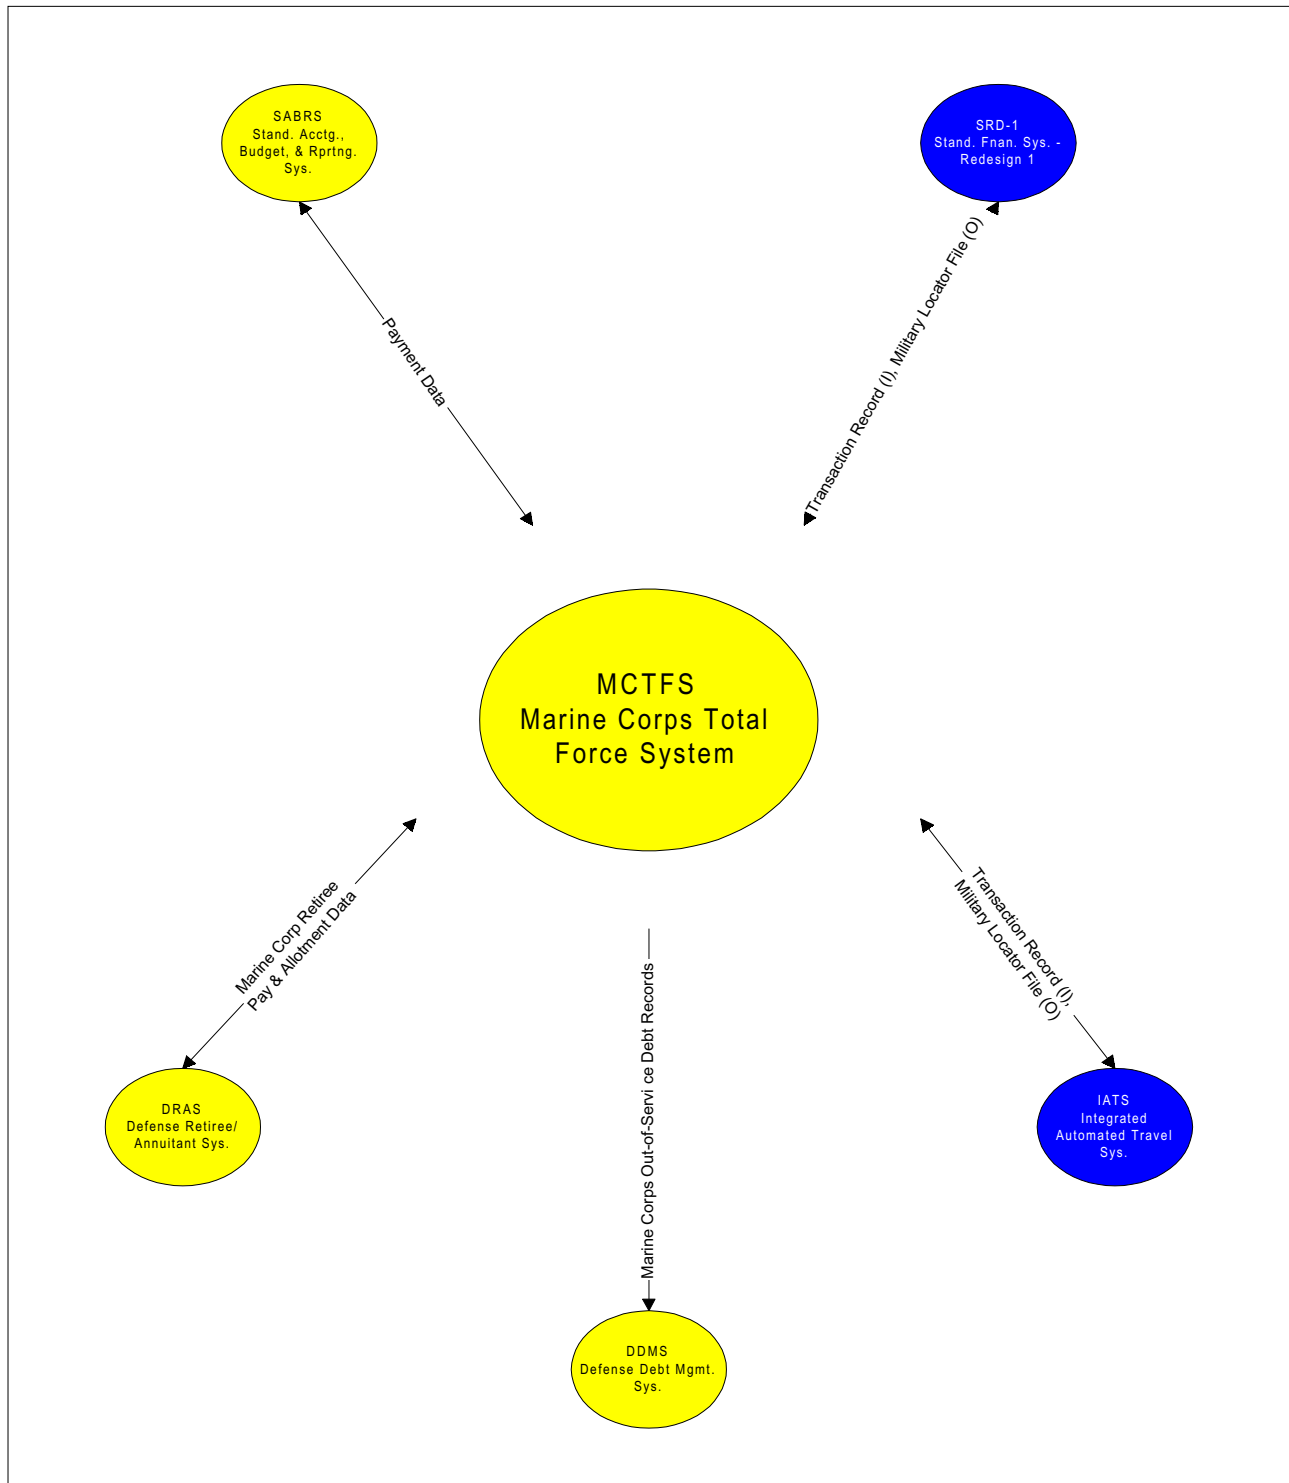 SABRS
Stand. Acctg.,
Budget, & Rprtng.
Sys.
SRD-1
Stand. Fnan. Sys. -
Redesign 1
Payment Data
Transaction Record (I), Military Locator File (O)
MCTFS
Marine Corps Total
Force System
Marine Corp Retiree
Pay & Allotment Data
Marine Corps Out-of-Servi ce Debt Records
Transaction Record (I),
Military Locator File (O)
DRAS
Defense Retiree/
Annuitant Sys.
IATS
Integrated
Automated Travel
Sys.
DDMS
Defense Debt Mgmt.
Sys.